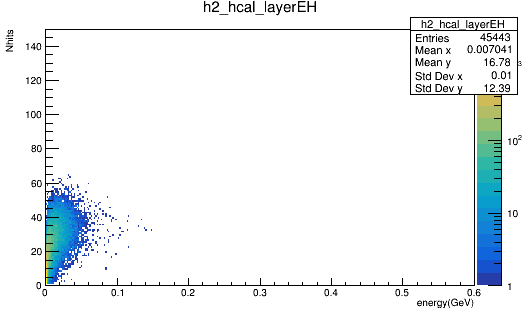 h2_hcal_layerEH
h2_hcal_layerEH
Entries 45443
Mean x 0.007041
Mean y 16.78
Std Dev x 0.01
Std Dev y 12.39
Nhits
140
120
100
80
60
40
20
0
0 0.1 0.2 0.3 0.4 0.5 0.6
energy(GeV)
3
10²
10
1